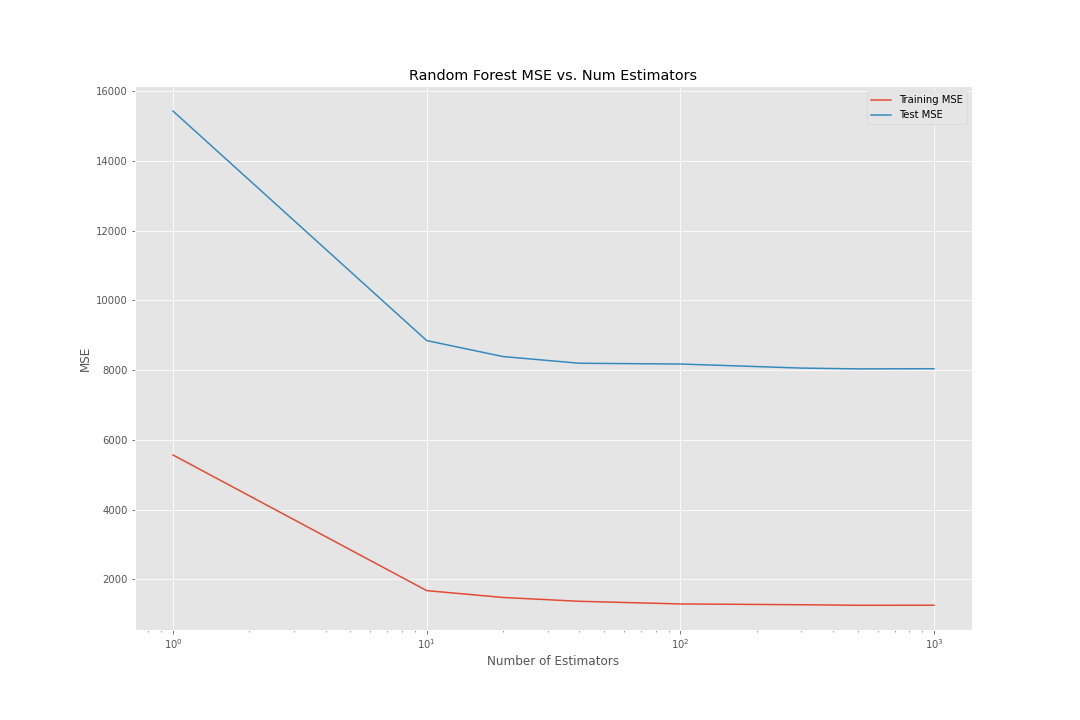 Random Forest MSE vs. Num Estimators
Training MSE
Test MSE
16000
14000
12000
10000
8000
6000
4000
2000
MSE
10⁰
10¹
10²
10³
Number of Estimators